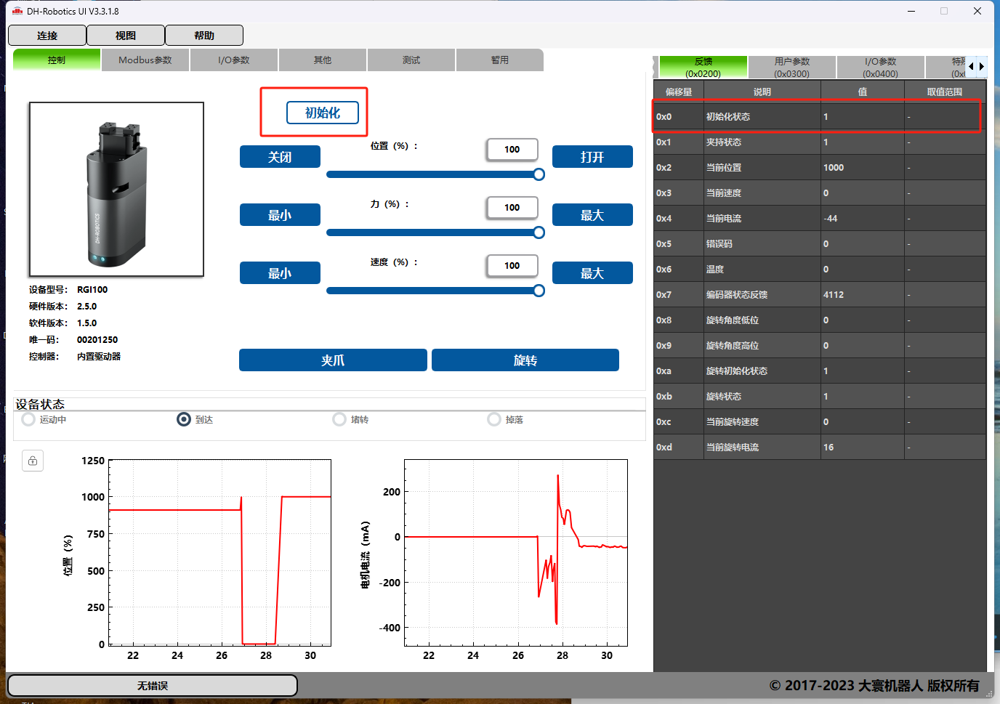 DH-Robotics UI V3.3.1.8
连接 视图 帮助
控制 Modbus参数 I/O参数 其他 测试 暂用
初始化
位置（%）： 100
关闭 打开
力（%）： 100
最小 最大
速度（%）： 100
最小 最大
夹爪 旋转
DH-ROBOTICS
设备型号： RGI100
硬件版本： 2.5.0
软件版本： 1.5.0
唯一码： 00201250
控制器： 内置驱动器
设备状态
运动中 到达 堵转 掉落
位置（%）
1250
1000
750
500
250
0
22 24 26 28 30
电机电流（mA）
200
0
-200
-400
22 24 26 28 30
反馈 用户参数 I/O参数
(0x0200) (0x0300) (0x0400)
偏移量 说明 值 取值范围
0x0 初始化状态 1 -
0x1 夹持状态 1 -
0x2 当前位置 1000 -
0x3 当前速度 0 -
0x4 当前电流 -44 -
0x5 错误码 0 -
0x6 温度 0 -
0x7 编码器状态反馈 4112 -
0x8 旋转角度低位 0 -
0x9 旋转角度高位 0 -
0xa 旋转初始化状态 1 -
0xb 旋转状态 1 -
0xc 当前旋转速度 0 -
0xd 当前旋转电流 16 -
无错误
© 2017-2023 大寰机器人 版权所有